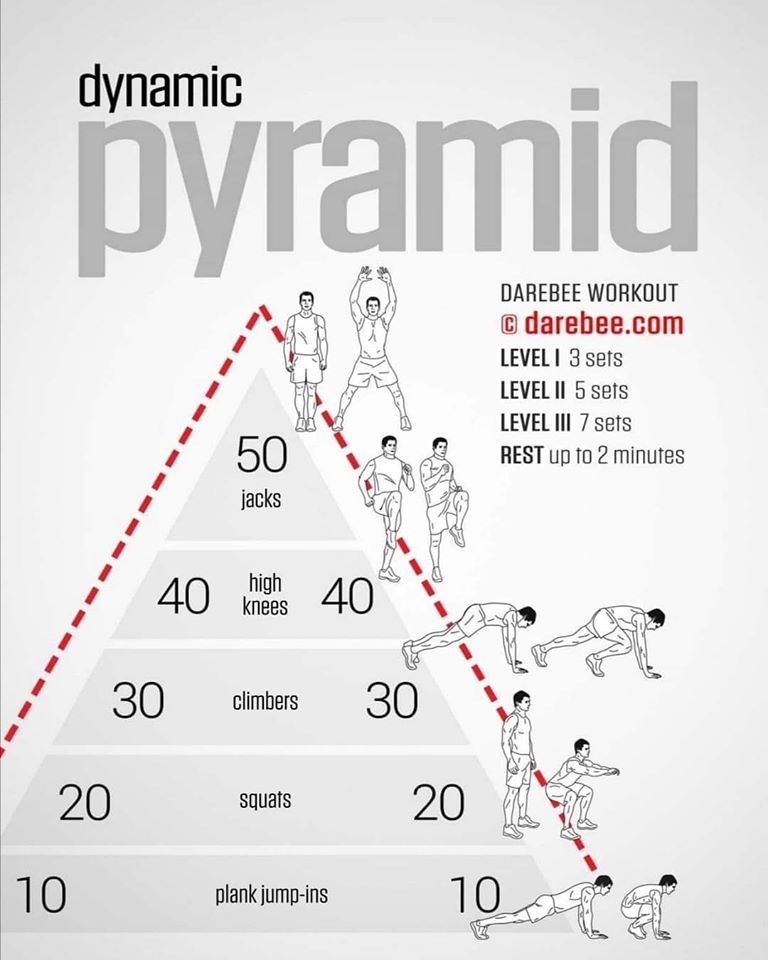 dynamic
pyramid
DAREBEE WORKOUT
© darebee.com
LEVEL I 3 sets
LEVEL II 5 sets
LEVEL III 7 sets
REST up to 2 minutes
50
jacks
40 high knees 40
30 climbers 30
20 squats 20
10 plank jump-ins 10